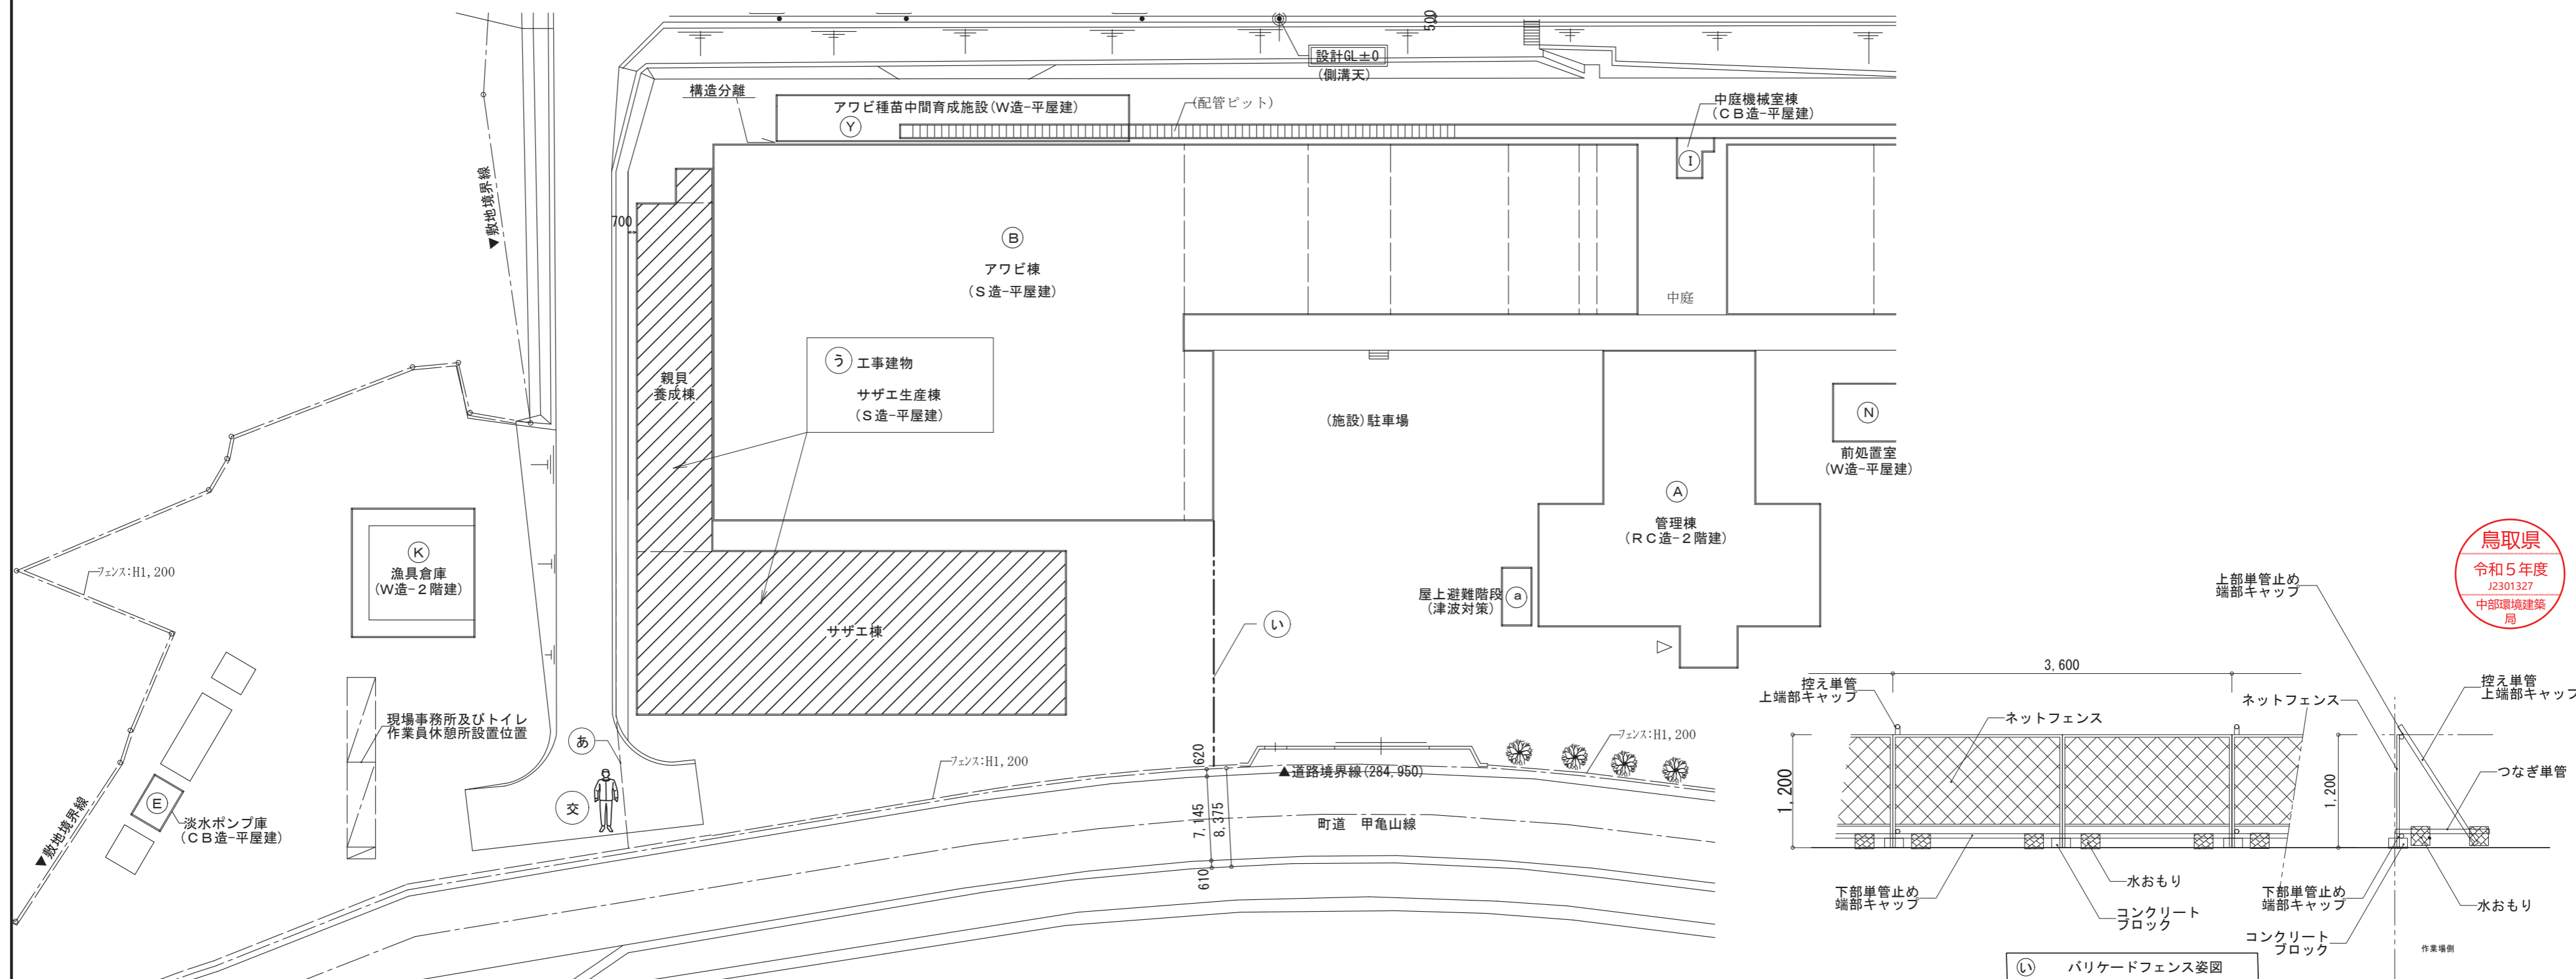 500
設計GL±0
(側溝天)
構造分離
アワビ種苗中間育成施設(W造-平屋建)
Y
(配管ピット)
中庭機械室棟
(CB造-平屋建)
I
▼敷地境界線
700
B
アワビ棟
(S造-平屋建)
中庭
う 工事建物
サザエ生産棟
(S造-平屋建)
親貝
養成棟
(施設)駐車場
N
前処置室
(W造-平屋建)
A
管理棟
(RC造-2階建)
K
漁具倉庫
(W造-2階建)
フェンス:H1,200
屋上避難階段
(津波対策)
a
い
サザエ棟
現場事務所及びトイレ
作業員休憩所設置位置
あ
交
E
淡水ポンプ庫
(CB造-平屋建)
▼敷地境界線
フェンス:H1,200
620
7,145
8,375
610
▲道路境界線(284,950)
フェンス:H1,200
町道 甲亀山線
鳥取県
令和5年度
J2301327
中部環境建築
局
上部単管止め
端部キャップ
3,600
控え単管
上端部キャップ
ネットフェンス
ネットフェンス
控え単管
上端部キャップ
つなぎ単管
1,200
1,200
下部単管止め
端部キャップ
水おもり
コンクリート
ブロック
下部単管止め
端部キャップ
水おもり
コンクリート
ブロック
作業場側
い バリケードフェンス姿図